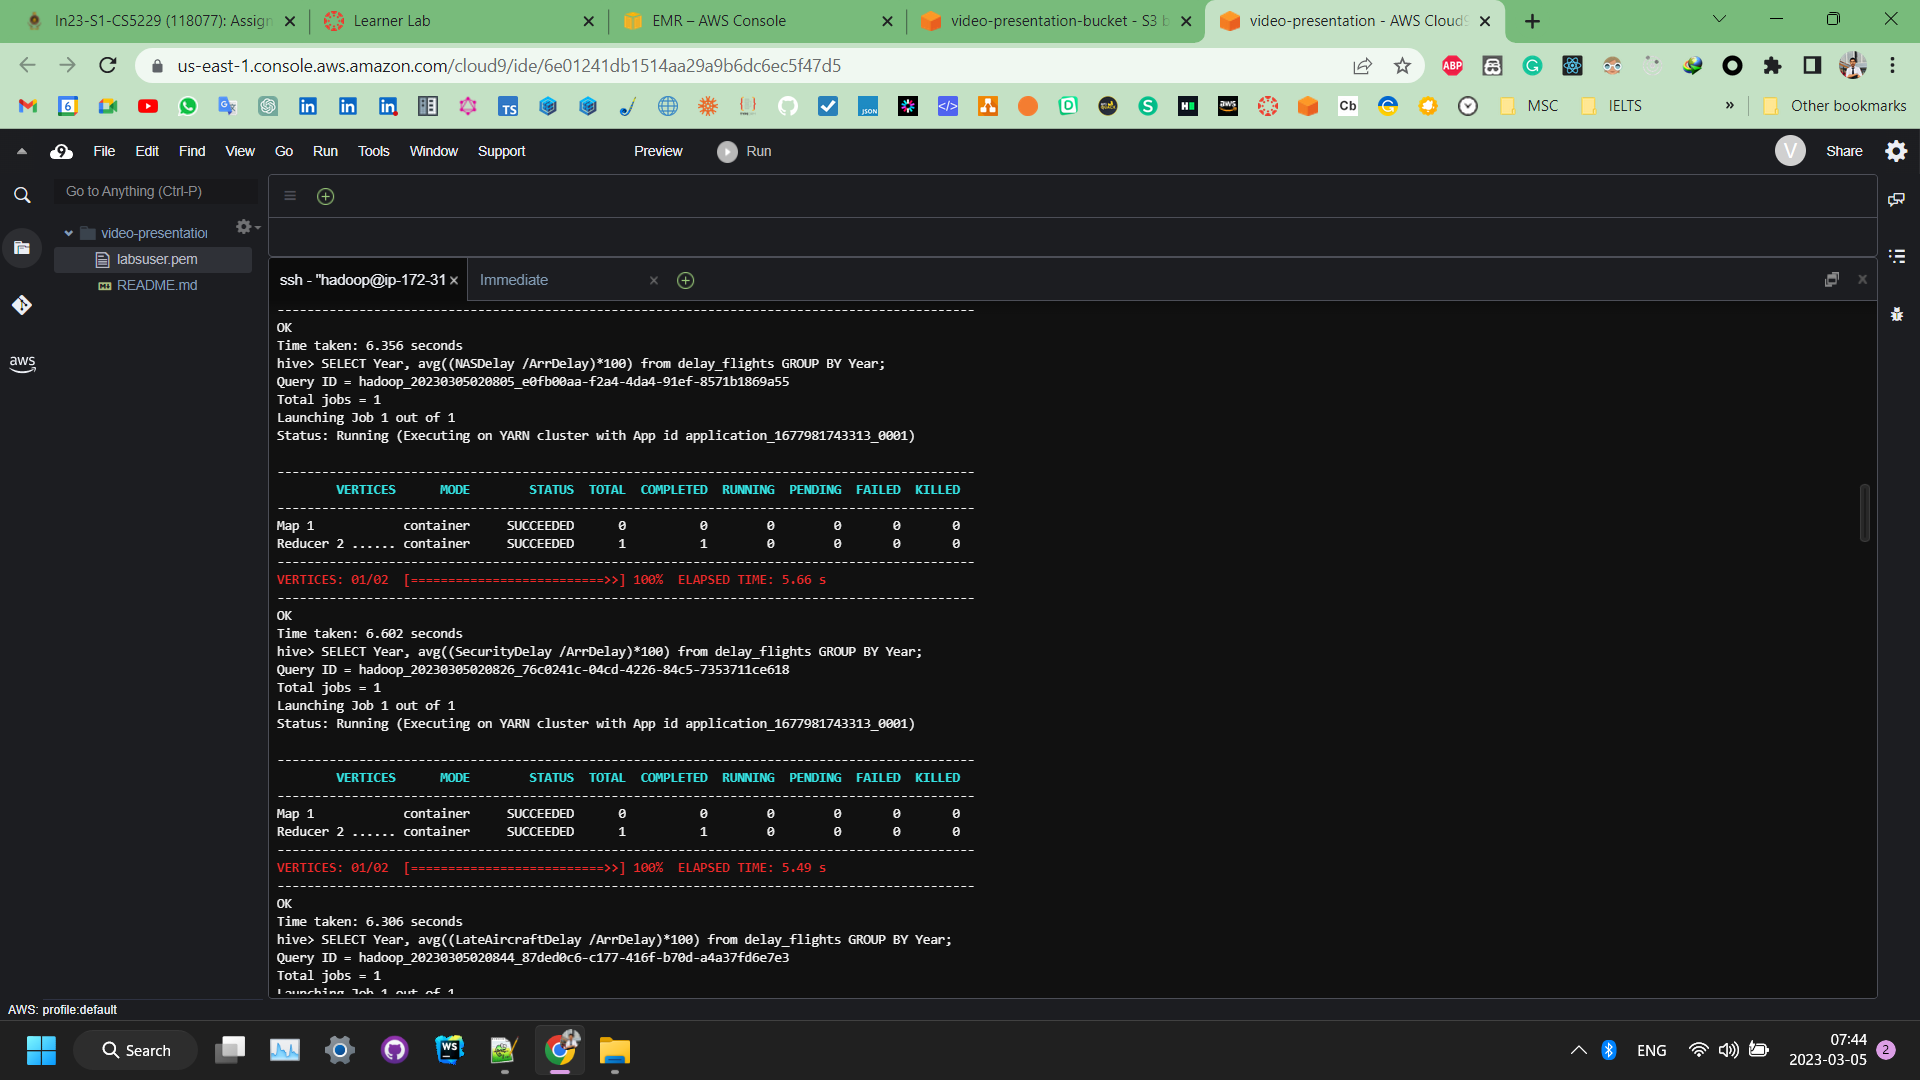 In23-S1-CS5229 (118077): Assign
Learner Lab
EMR – AWS Console
video-presentation-bucket - S3 b
video-presentation - AWS Cloud9
us-east-1.console.aws.amazon.com/cloud9/ide/6e01241db1514aa29a9b6dc6ec5f47d5
MSC
IELTS
»
Other bookmarks
File Edit Find View Go Run Tools Window Support Preview Run
V
Share
Go to Anything (Ctrl-P)
video-presentation
labsuser.pem
README.md
aws
ssh - "hadoop@ip-172-31
Immediate
--------------------------------------------------------------------------------
OK
Time taken: 6.356 seconds
hive> SELECT Year, avg((NASDelay /ArrDelay)*100) from delay_flights GROUP BY Year;
Query ID = hadoop_20230305020805_e0fb00aa-f2a4-4da4-91ef-8571b1869a55
Total jobs = 1
Launching Job 1 out of 1
Status: Running (Executing on YARN cluster with App id application_1677981743313_0001)
--------------------------------------------------------------------------------
VERTICES MODE STATUS TOTAL COMPLETED RUNNING PENDING FAILED KILLED
--------------------------------------------------------------------------------
Map 1 container SUCCEEDED 0 0 0 0 0 0
Reducer 2 ...... container SUCCEEDED 1 1 0 0 0 0
--------------------------------------------------------------------------------
VERTICES: 01/02 [==========================>>] 100% ELAPSED TIME: 5.66 s
--------------------------------------------------------------------------------
OK
Time taken: 6.602 seconds
hive> SELECT Year, avg((SecurityDelay /ArrDelay)*100) from delay_flights GROUP BY Year;
Query ID = hadoop_20230305020826_76c0241c-04cd-4226-84c5-7353711ce618
Total jobs = 1
Launching Job 1 out of 1
Status: Running (Executing on YARN cluster with App id application_1677981743313_0001)
--------------------------------------------------------------------------------
VERTICES MODE STATUS TOTAL COMPLETED RUNNING PENDING FAILED KILLED
--------------------------------------------------------------------------------
Map 1 container SUCCEEDED 0 0 0 0 0 0
Reducer 2 ...... container SUCCEEDED 1 1 0 0 0 0
--------------------------------------------------------------------------------
VERTICES: 01/02 [==========================>>] 100% ELAPSED TIME: 5.49 s
--------------------------------------------------------------------------------
OK
Time taken: 6.306 seconds
hive> SELECT Year, avg((LateAircraftDelay /ArrDelay)*100) from delay_flights GROUP BY Year;
Query ID = hadoop_20230305020844_87ded0c6-c177-416f-b70d-a4a37fd6e7e3
Total jobs = 1
Launching Job 1 out of 1
AWS: profile:default
Search
ENG
07:44
2023-03-05
2